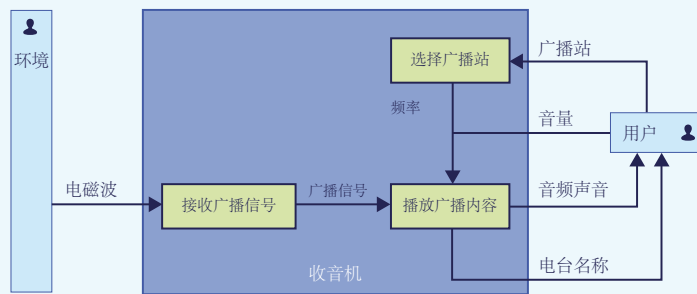 广播站
选择广播站
环境
频率
音量
用户
电磁波
广播信号
音频声音
接收广播信号
播放广播内容
收音机
电台名称